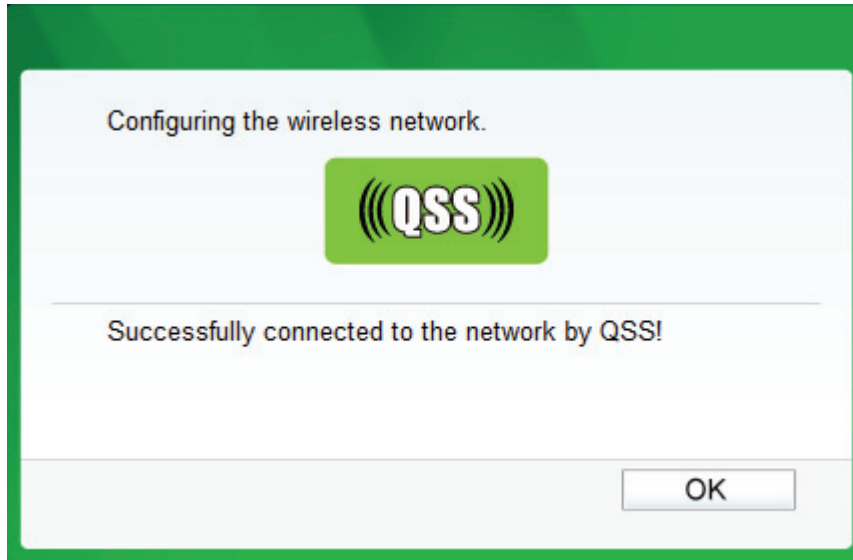 Configuring the wireless network.
QSS
Successfully connected to the network by QSS!
OK